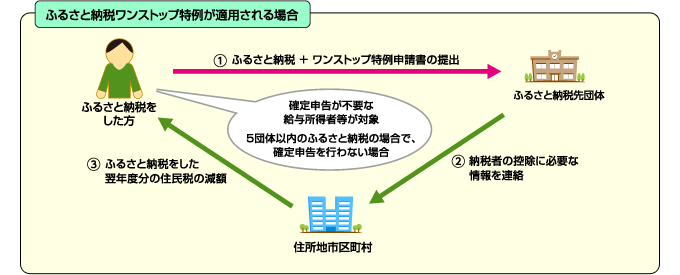 ふるさと納税ワンストップ特例が適用される場合
① ふるさと納税 + ワンストップ特例申請書の提出
ふるさと納税を
した方
ふるさと納税先団体
確定申告が不要な
給与所得者等が対象
5団体以内のふるさと納税の場合で、
確定申告を行わない場合
② 納税者の控除に必要な
情報を連絡
③ ふるさと納税をした
翌年度分の住民税の減額
住所地市区町村